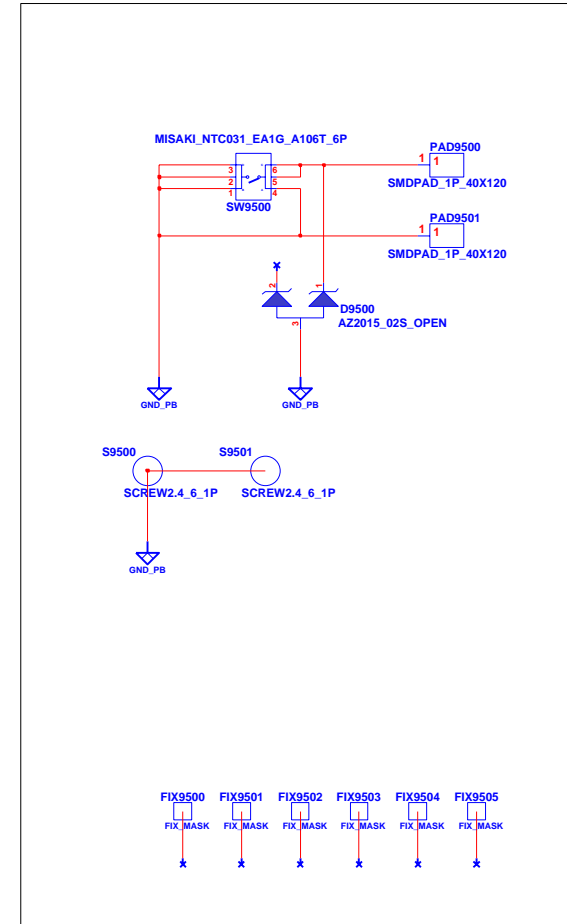 MISAKI_NTC031_EA1G_A106T_6P
3
2
1
6
5
4
SW9500
PAD9500
1
1
SMDPAD_1P_40X120
PAD9501
1
1
SMDPAD_1P_40X120
2
1
3
D9500
AZ2015_02S_OPEN
GND_PB
GND_PB
S9500
S9501
SCREW2.4_6_1P
SCREW2.4_6_1P
GND_PB
FIX9500 FIX9501 FIX9502 FIX9503 FIX9504 FIX9505
FIX_MASK FIX_MASK FIX_MASK FIX_MASK FIX_MASK FIX_MASK